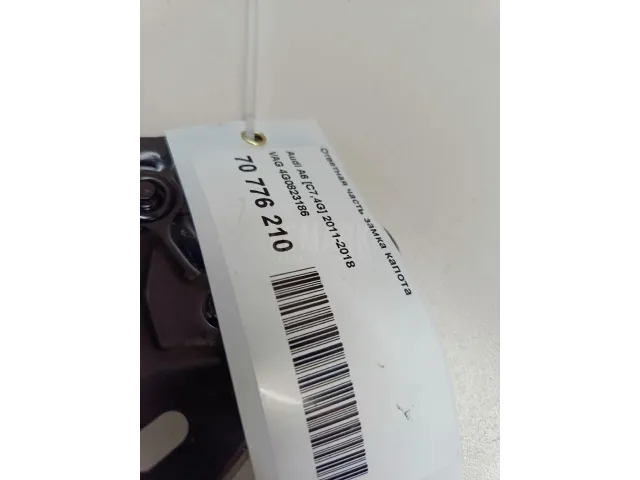 Ответная часть замка капота
Audi A6 [C7,4G] 2011-2018
VAG 4G0823186
70 776 210